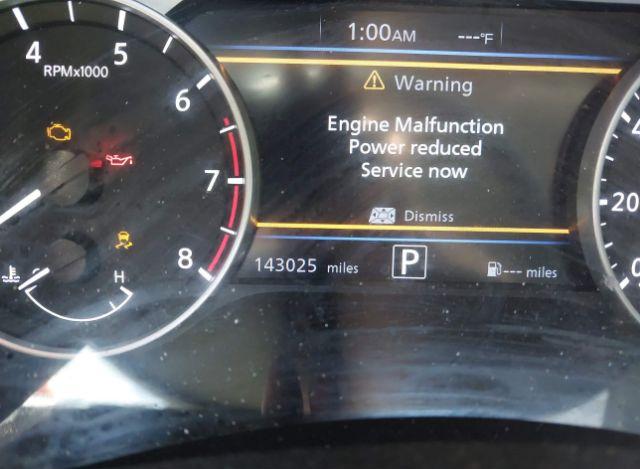 1:00AM ---°F
4
5
RPMx1000
6
7
8
H
Warning
Engine Malfunction
Power reduced
Service now
Dismiss
143025 miles
P
--- miles
20
0